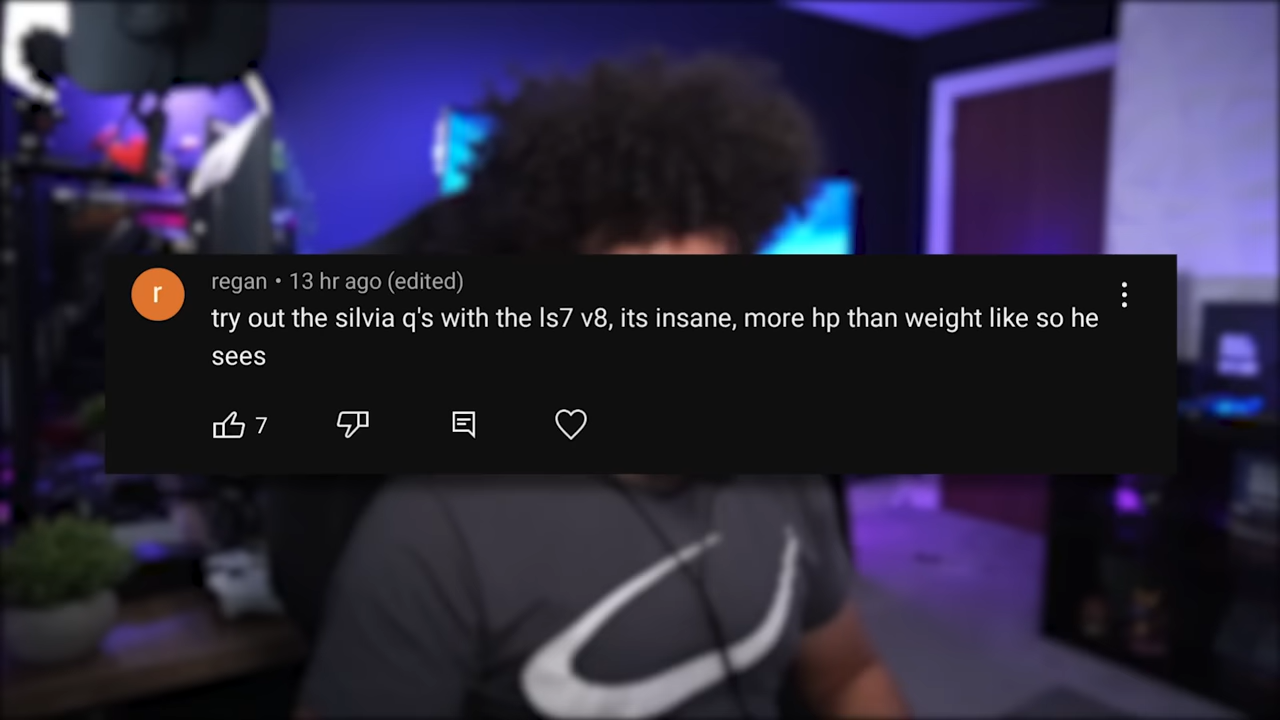 r
regan • 13 hr ago (edited)
try out the silvia q's with the ls7 v8, its insane, more hp than weight like so he
sees
7